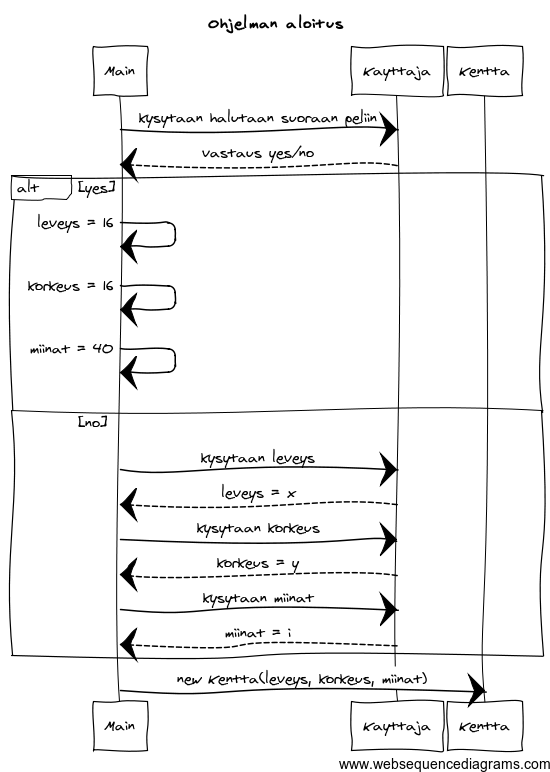 Ohjelman aloitus
Main
Kayttaja
Kentta
kysytaan halutaan suoraan peliin
vastaus yes/no
alt
[yes]
leveys = 16
korkeus = 16
miinat = 40
[no]
kysytaan leveys
leveys = x
kysytaan korkeus
korkeus = y
kysytaan miinat
miinat = i
new Kentta(leveys, korkeus, miinat)
Main
Kayttaja
Kentta
www.websequencediagrams.com